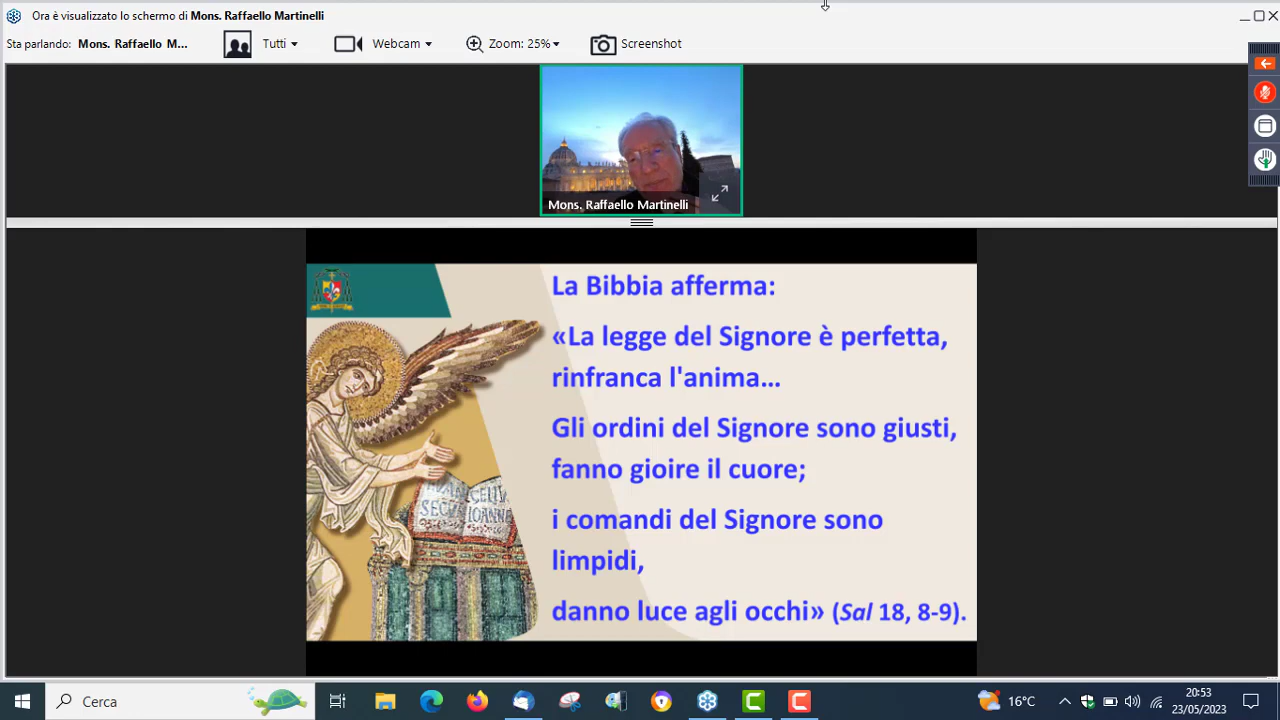 Ora è visualizzato lo schermo di Mons. Raffaello Martinelli
Sta parlando: Mons. Raffaello M...
Tutti
Webcam
Zoom: 25%
Screenshot
Mons. Raffaello Martinelli
La Bibbia afferma:
«La legge del Signore è perfetta,
rinfranca l'anima…
Gli ordini del Signore sono giusti,
fanno gioire il cuore;
i comandi del Signore sono
limpidi,
danno luce agli occhi» (Sal 18, 8-9).
SECV IOANNE
Cerca
16°C
20:53
23/05/2023